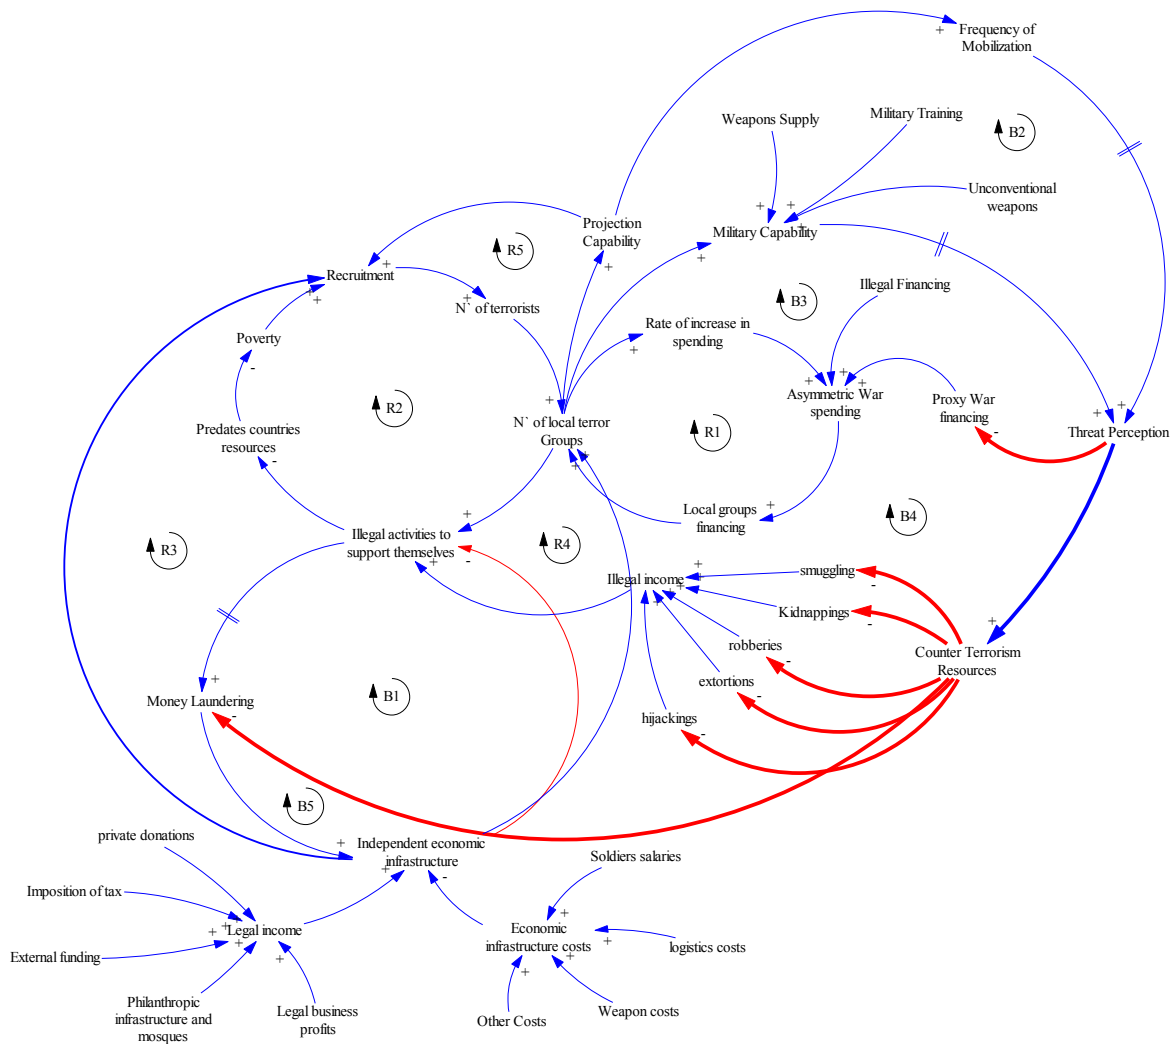 Frequency of
Mobilization
+
Weapons Supply
Military Training
B2
Unconventional
weapons
+
+
+
Military Capability
+
Projection
Capability
+
R5
+
Recruitment
+
+
+
N` of terrorists
Illegal Financing
B3
Rate of increase in
spending
+
Poverty
-
+
+
+
Asymmetric War
spending
Proxy War
financing
-
+
+
Threat Perception
R2
+
N` of local terror
Groups
+
+
R1
Predates countries
resources
-
Local groups
financing
+
B4
+
Illegal activities to
support themselves
+
-
R4
R3
Illegal income
+
+
+
+
+
smuggling
-
Kidnappings
-
robberies
-
extortions
-
hijackings
-
+
Counter Terrorism
Resources
+
Money Laundering
-
B1
B5
private donations
+
Independent economic
infrastructure
+
-
Soldiers salaries
Imposition of tax
+
+
+
+
+
Legal income
External funding
Philanthropic
infrastructure and
mosques
Legal business
profits
+
Economic
infrastructure costs
+
+
+
logistics costs
Other Costs
Weapon costs